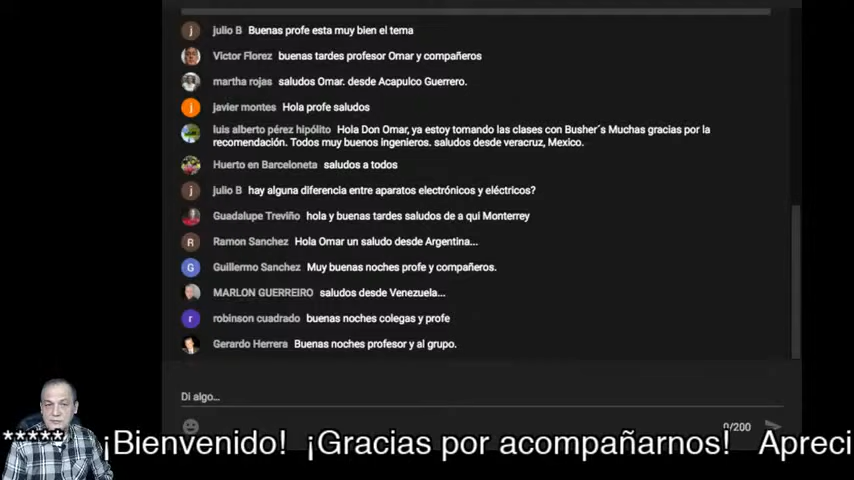 julio B Buenas profe esta muy bien el tema
Victor Florez buenas tardes profesor Omar y compañeros
martha rojas saludos Omar. desde Acapulco Guerrero.
javier montes Hola profe saludos
luis alberto pérez hipólito Hola Don Omar, ya estoy tomando las clases con Busher´s Muchas gracias por la
recomendación. Todos muy buenos ingenieros. saludos desde veracruz, Mexico.
Huerto en Barceloneta saludos a todos
julio B hay alguna diferencia entre aparatos electrónicos y eléctricos?
Guadalupe Treviño hola y buenas tardes saludos de a qui Monterrey
Ramon Sanchez Hola Omar un saludo desde Argentina...
Guillermo Sanchez Muy buenas noches profe y compañeros.
MARLON GUERREIRO saludos desde Venezuela...
robinson cuadrado buenas noches colegas y profe
Gerardo Herrera Buenas noches profesor y al grupo.
Di algo...
0/200
***** ¡Bienvenido! ¡Gracias por acompañarnos! Apreci